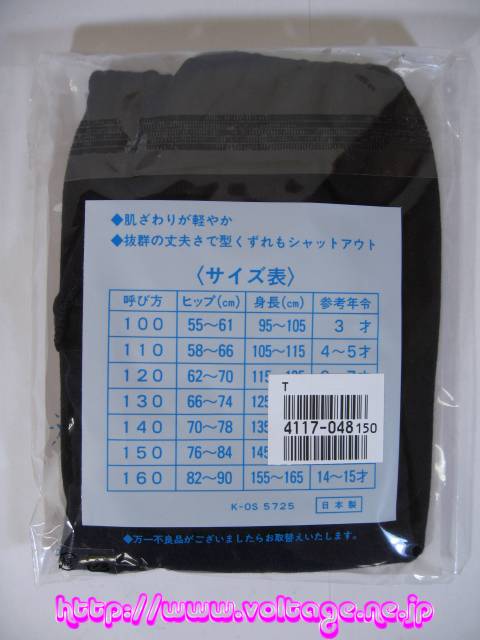 ◆肌ざわりが軽やか
◆抜群の丈夫さで型くずれもシャットアウト
〈サイズ表〉
呼び方 ヒップ(㎝) 身長(㎝) 参考年令
100 55〜61 95〜105 3才
110 58〜66 105〜115 4〜5才
120 62〜70
130 66〜74
140 70〜78
150 76〜84
160 82〜90 155〜165 14〜15才
T
4117-048 150
K-OS 5725 日本製
◆万一不良品がございましたらお取替えいたします。
http://www.voltage.ne.jp